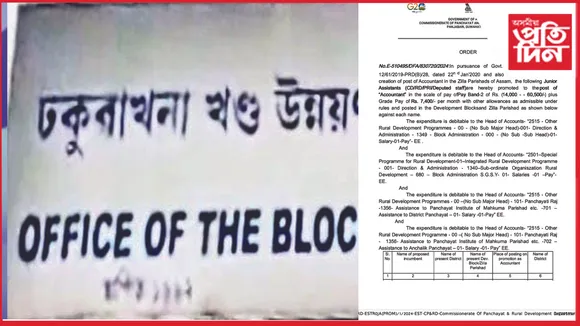 ঢকুৱাখনা খণ্ড উন্নয়ণ
OFFICE OF THE BLOC
অসমীয়া
প্রতিদিন
GOVERNMENT OF
COMMISSIONERATE OF PANCHAYAT AN
ORDER
No.E-510485/DFA/830720/2024/In pursuance of Govt.
12/61/2019-PRD(B)/28, dated 22nd Jan'2020 and also
creation of post of Accountant in the Zilla Parishads of Assam, the following Junior
Assistants (CD/RD/PRI/Deputed staff)are hereby promoted to the post of
"Accountant" in the scale of pay of/Pay Band-2 of Rs. (14,000 - - 60,500/-) plus
Grade Pay of Rs. 7,400/- per month with other allowances as admissible under
rules and posted in the Development Blocksand Zilla Parishad as shown below
against each name.
The expenditure is debitable to the Head of Accounts- "2515 - Other
Rural Development Programmes - 00 - (No Sub Major Head)-001- Direction &
Administration - 1349 - Block Administration - 000 - (No Sub -Head)-01-
Salary-01-Pay"- EE .
And
The expenditure is debitable to the Head of Accounts- "2501–Special
Programme for Rural Development-01–Integrated Rural Development Programme
- 001- Direction & Administration - 1340–Sub-ordinate Organiszation Rural
Development – 660 – Block Administration S.G.S.Y- 01- Salaries -01 -Pay"-
EE.
And
The expenditure is debitable to the Head of Accounts- "2515 - Other
Rural Development Programme - 00 -( No Sub Major Head) - 101- Panchayati Raj
-1356- Assistance to Panchayat Institute of Mahkuma Parishad etc. -701 –
Assistance to District Panchayat – 01- Salary -01-Pay" EE.
And
The expenditure is debitable to the Head of Accounts- "2515 - Other
Rural Development Programme - 00 -( No Sub Major Head) - 101- Panchayati Raj
- 1356- Assistance to Panchayat Institute of Mahkuma Parishad etc. -702 –
Assistance to Anchalik Panchayat – 01- Salary -01-Pay" EE.
Sl. No Name of proposed incumbent Name of present District Name of present Dev. Block/Zilla Parishad Place of posting on promotion as Accountant Name of District
1 2 3 4 5 6